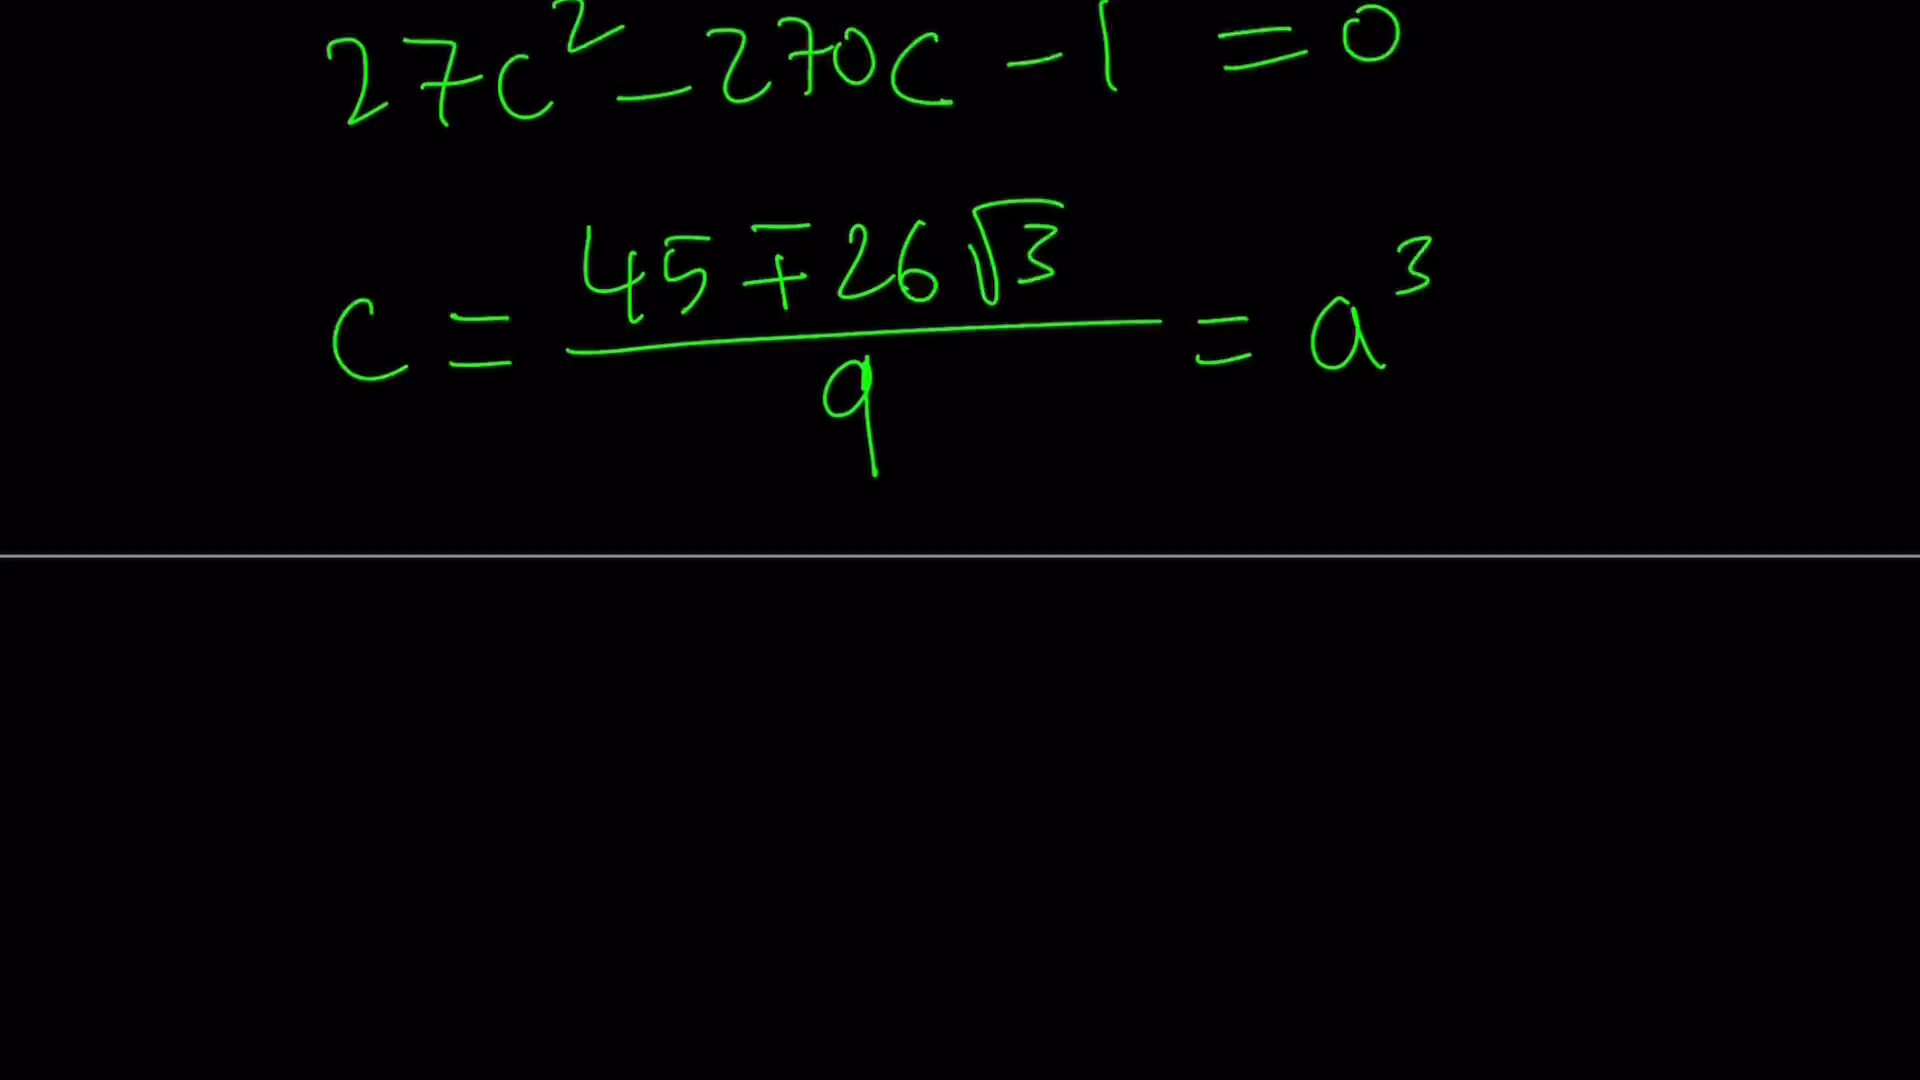 27c² - 270c - 1 = 0
c = (45 ∓ 26√3)/9 = a³